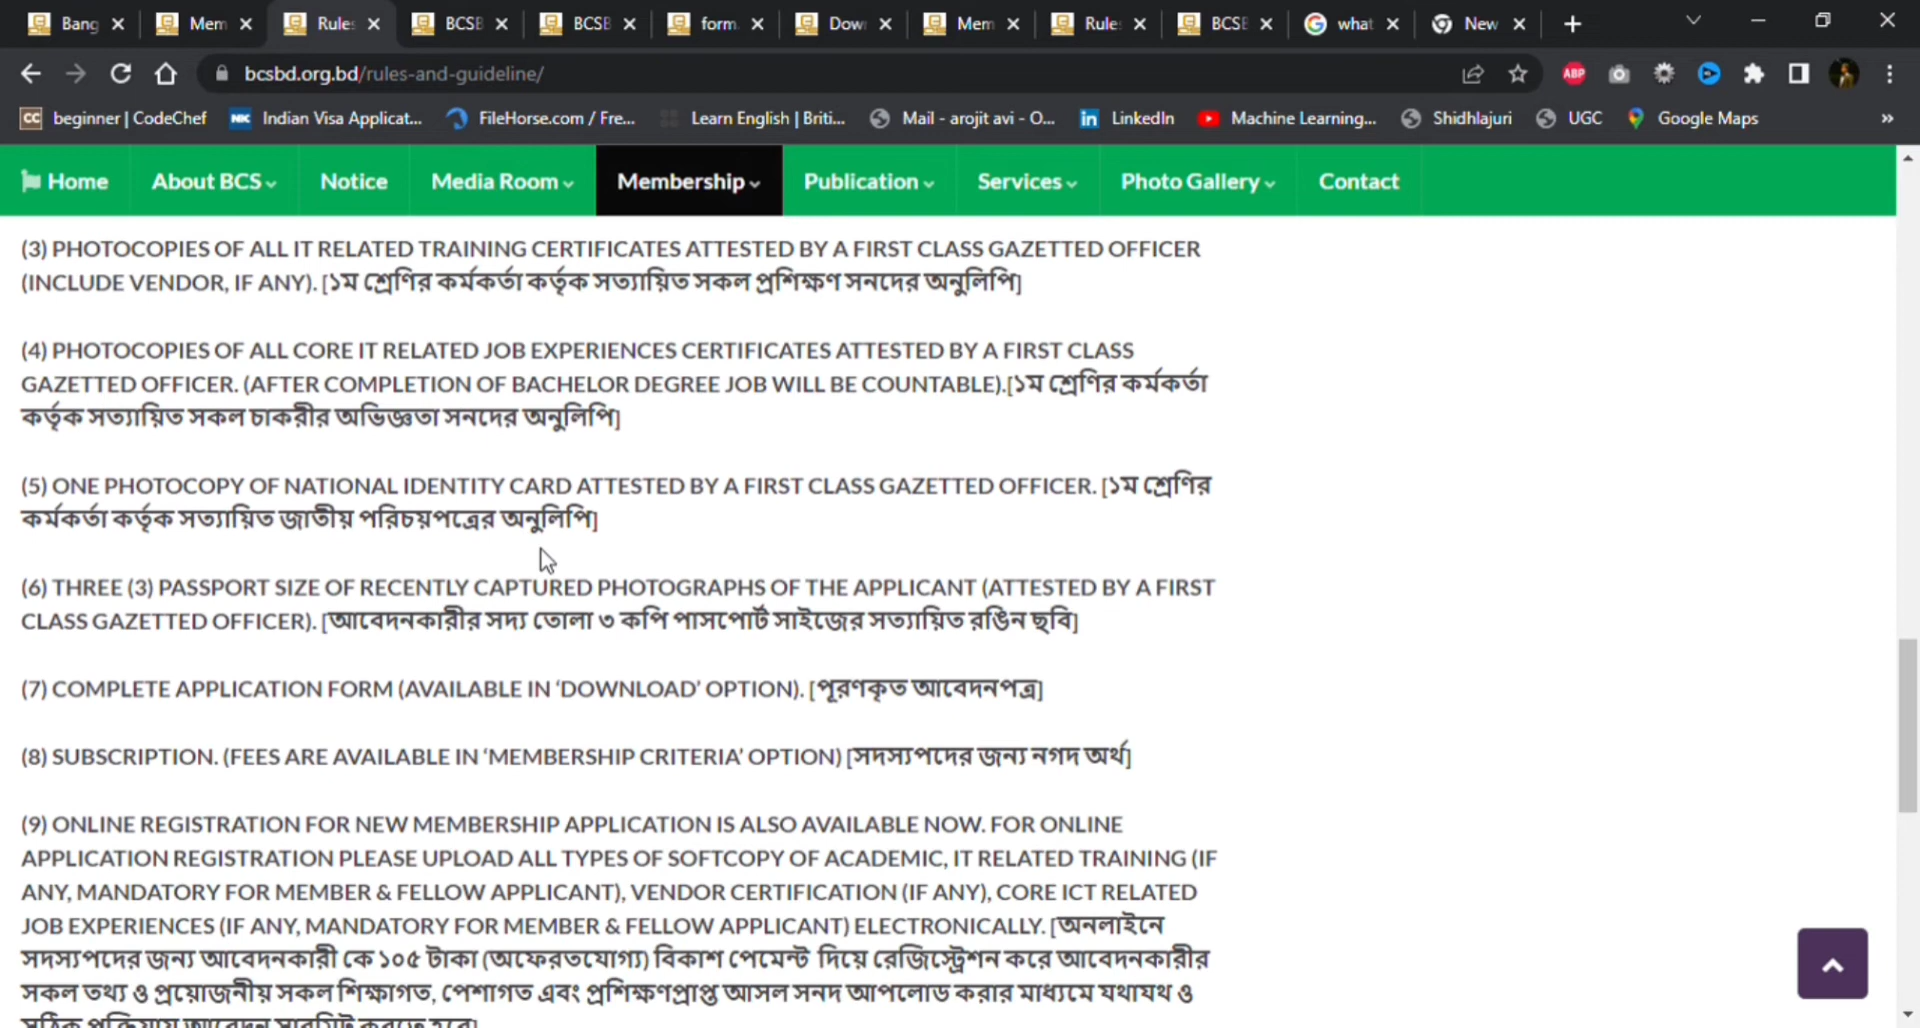 Bang
Mem
Rules
BCSB
BCSB
form
Down
Mem
Rules
BCSE
what
New
bcsbd.org.bd/rules-and-guideline/
ABP
CC beginner | CodeChef
NIC Indian Visa Applicat...
FileHorse.com / Fre...
Learn English | Briti...
Mail - arojit avi - O...
in LinkedIn
Machine Learning...
Shidhlajuri
UGC
Google Maps
»
Home About BCS Notice Media Room Membership Publication Services Photo Gallery Contact
(3) PHOTOCOPIES OF ALL IT RELATED TRAINING CERTIFICATES ATTESTED BY A FIRST CLASS GAZETTED OFFICER
(INCLUDE VENDOR, IF ANY). [১ম শ্রেণির কর্মকর্তা কর্তৃক সত্যায়িত সকল প্রশিক্ষণ সনদের অনুলিপি]
(4) PHOTOCOPIES OF ALL CORE IT RELATED JOB EXPERIENCES CERTIFICATES ATTESTED BY A FIRST CLASS
GAZETTED OFFICER. (AFTER COMPLETION OF BACHELOR DEGREE JOB WILL BE COUNTABLE).[১ম শ্রেণির কর্মকর্তা
কর্তৃক সত্যায়িত সকল চাকরীর অভিজ্ঞতা সনদের অনুলিপি]
(5) ONE PHOTOCOPY OF NATIONAL IDENTITY CARD ATTESTED BY A FIRST CLASS GAZETTED OFFICER. [১ম শ্রেণির
কর্মকর্তা কর্তৃক সত্যায়িত জাতীয় পরিচয়পত্রের অনুলিপি]
(6) THREE (3) PASSPORT SIZE OF RECENTLY CAPTURED PHOTOGRAPHS OF THE APPLICANT (ATTESTED BY A FIRST
CLASS GAZETTED OFFICER). [আবেদনকারীর সদ্য তোলা ৩ কপি পাসপোর্ট সাইজের সত্যায়িত রঙিন ছবি]
(7) COMPLETE APPLICATION FORM (AVAILABLE IN ‘DOWNLOAD’ OPTION). [পূরণকৃত আবেদনপত্র]
(8) SUBSCRIPTION. (FEES ARE AVAILABLE IN ‘MEMBERSHIP CRITERIA’ OPTION) [সদস্যপদের জন্য নগদ অর্থ]
(9) ONLINE REGISTRATION FOR NEW MEMBERSHIP APPLICATION IS ALSO AVAILABLE NOW. FOR ONLINE
APPLICATION REGISTRATION PLEASE UPLOAD ALL TYPES OF SOFTCOPY OF ACADEMIC, IT RELATED TRAINING (IF
ANY, MANDATORY FOR MEMBER & FELLOW APPLICANT), VENDOR CERTIFICATION (IF ANY), CORE ICT RELATED
JOB EXPERIENCES (IF ANY, MANDATORY FOR MEMBER & FELLOW APPLICANT) ELECTRONICALLY. [অনলাইনে
সদস্যপদের জন্য আবেদনকারী কে ১০৫ টাকা (অফেরতযোগ্য) বিকাশ পেমেন্ট দিয়ে রেজিস্ট্রেশন করে আবেদনকারীর
সকল তথ্য ও প্রয়োজনীয় সকল শিক্ষাগত, পেশাগত এবং প্রশিক্ষণপ্রাপ্ত আসল সনদ আপলোড করার মাধ্যমে যথাযথ ও
সঠিক প্রক্রিয়ায় আবেদন সাবমিট করতে হবে]